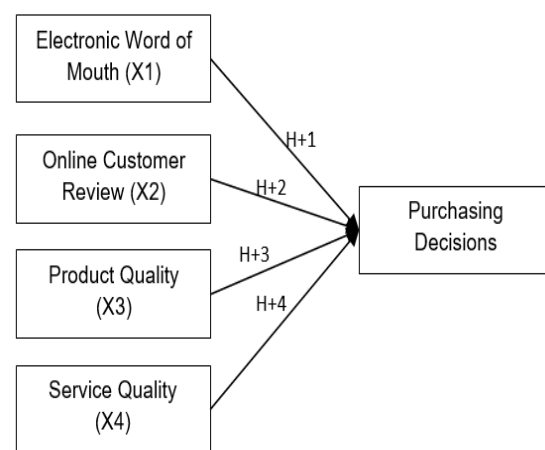 Electronic Word of
Mouth (X1)
H+1
Online Customer
Review (X2)
H+2
Purchasing
Decisions
Product Quality
(X3)
H+3
H+4
Service Quality
(X4)